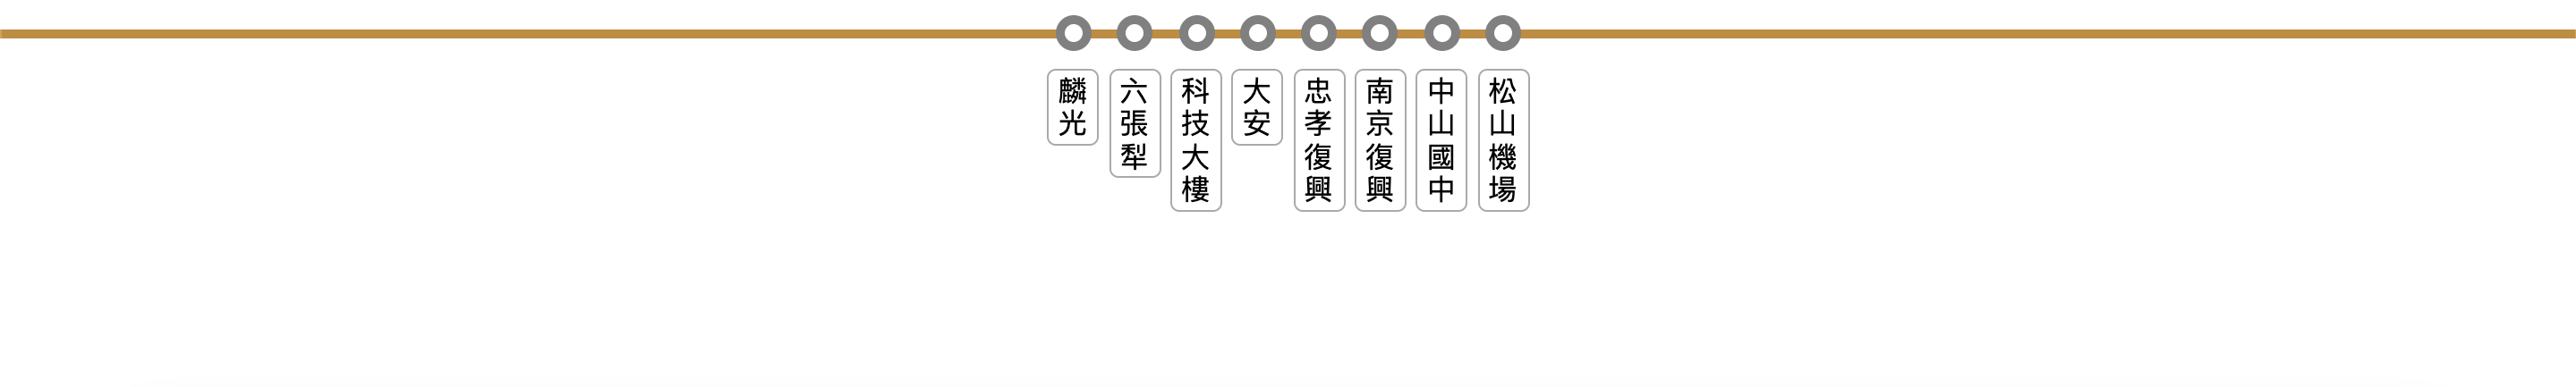 麟光
六張犁
科技大樓
大安
忠孝復興
南京復興
中山國中
松山機場